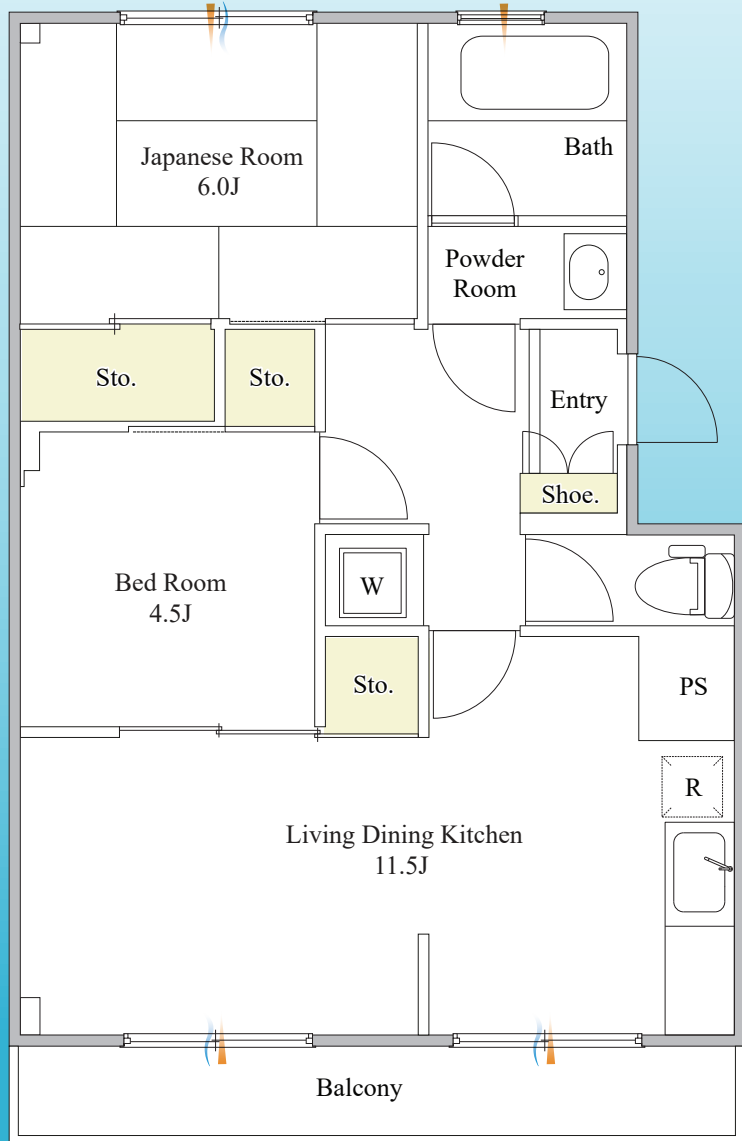 Japanese Room
6.0J
Bath
Powder
Room
Sto.
Sto.
Entry
Shoe.
Bed Room
4.5J
W
Sto.
PS
R
Living Dining Kitchen
11.5J
Balcony